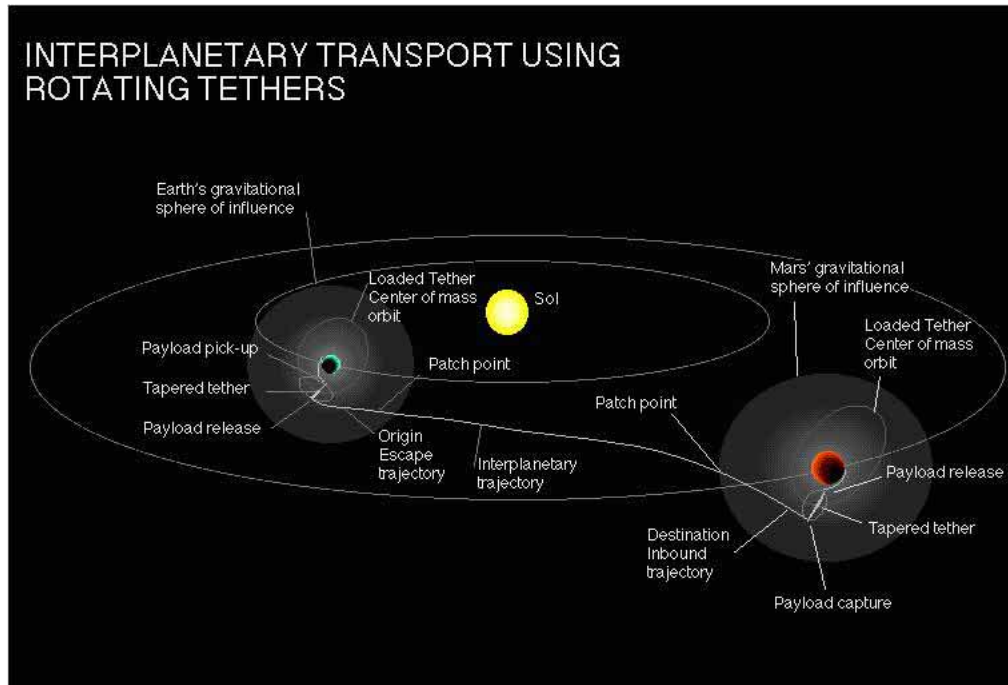 INTERPLANETARY TRANSPORT USING
ROTATING TETHERS
Earth's gravitational
sphere of influence
Loaded Tether
Center of mass
orbit
Sol
Mars' gravitational
sphere of influence
Loaded Tether
Center of mass
orbit
Payload pick-up
Patch point
Tapered tether
Patch point
Payload release
Origin
Escape
trajectory
Interplanetary
trajectory
Payload release
Tapered tether
Destination
Inbound
trajectory
Payload capture